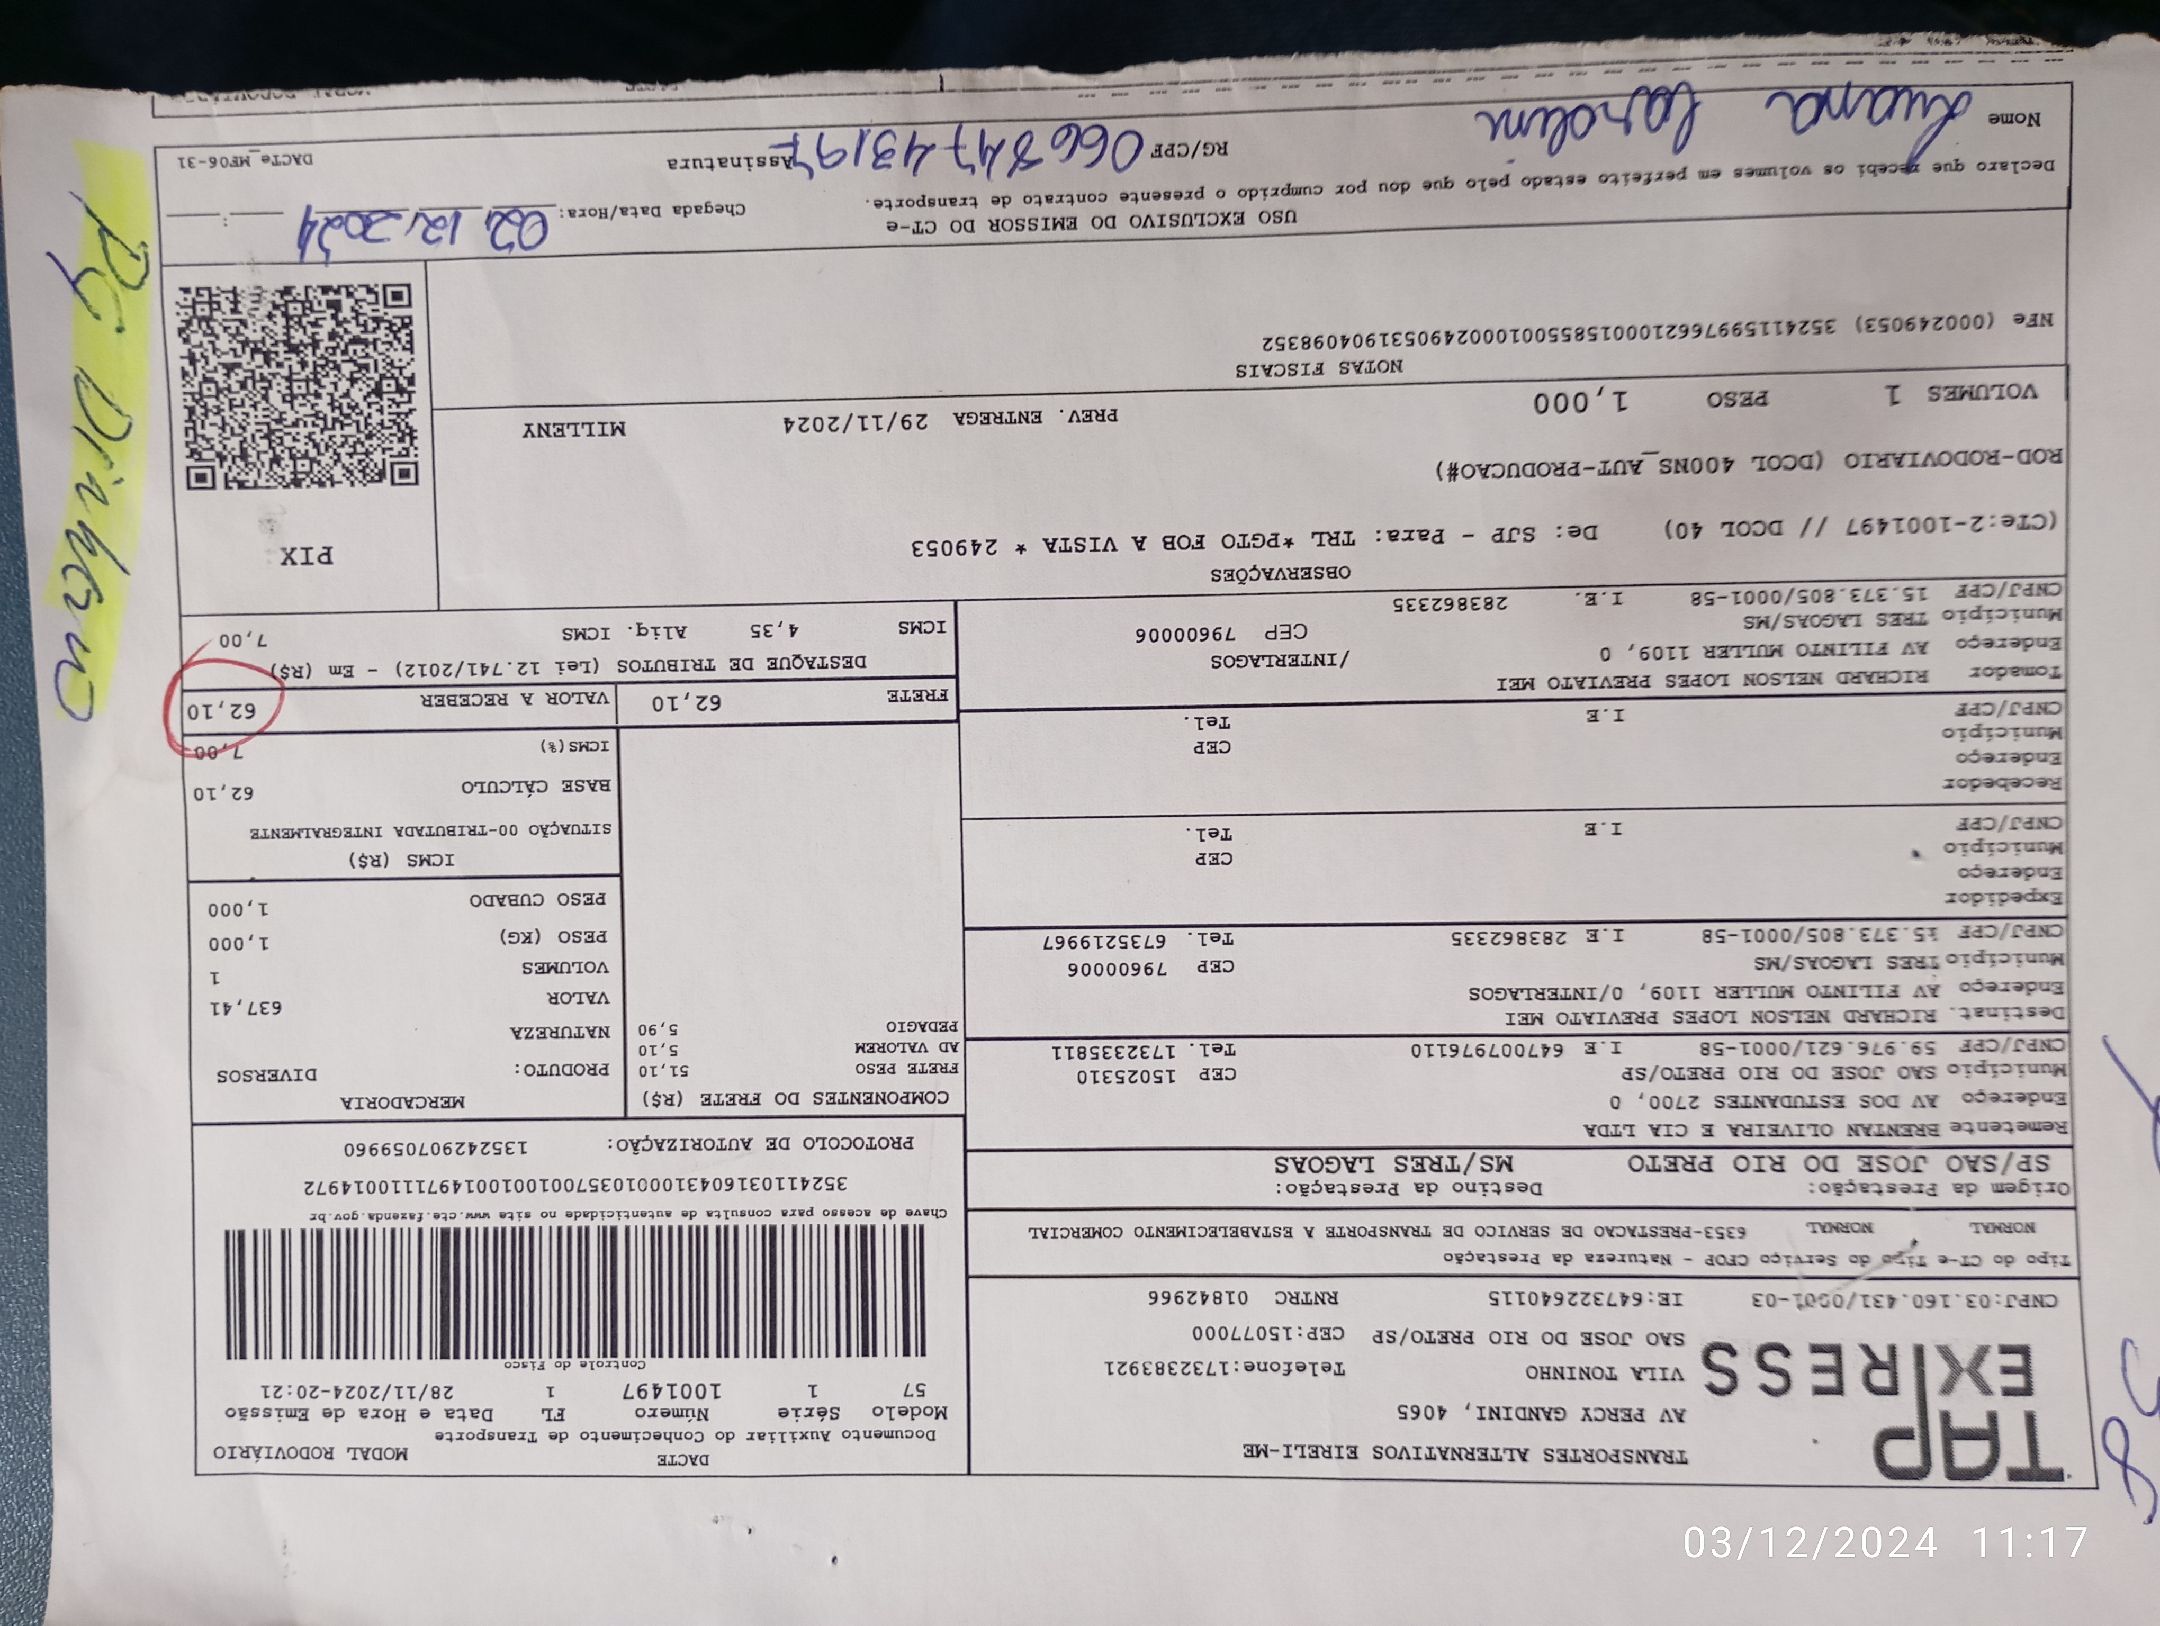 TAP
EXPRESS
TRANSPORTES ALTERNATIVOS EIRELI-ME
AV PERCY GANDINI, 4065
VILA TONINHO Telefone:1732383921
SAO JOSE DO RIO PRETO/SP CEP:15077000
CNPJ:03.160.431/0001-03 IE:647322640115 RNTRC 01842966
DACTE MODAL RODOVIÁRIO
Documento Auxiliar do Conhecimento de Transporte
Modelo Série Número FL Data e Hora de Emissão
57 1 1001497 1 28/11/2024-20:21
Controle do Fisco
Chave de acesso para consulta de autenticidade no site www.cte.fazenda.gov.br
35241103160431000103570010010014971110014972
PROTOCOLO DE AUTORIZAÇÃO: 135242907059960
Tipo do CT-e Tipo do Serviço CFOP - Natureza da Prestação
NORMAL NORMAL 6353-PRESTACAO DE SERVICO DE TRANSPORTE A ESTABELECIMENTO COMERCIAL
Origem da Prestação: Destino da Prestação:
SP/SAO JOSE DO RIO PRETO MS/TRES LAGOAS
Remetente BRENTAN OLIVEIRA E CIA LTDA
Endereço AV DOS ESTUDANTES 2700, 0
Município SAO JOSE DO RIO PRETO/SP CEP 15025310
CNPJ/CPF 59.976.621/0001-58 I.E 647007976110 Tel. 1732335811
Destinat. RICHARD NELSON LOPES PREVIATO MEI
Endereço AV FILINTO MULLER 1109, 0/INTERLAGOS
Município TRES LAGOAS/MS CEP 79600006
CNPJ/CPF 15.373.805/0001-58 I.E 283862335 Tel. 6735219967
Expedidor
Endereço
Município CEP
CNPJ/CPF I.E Tel.
Recebedor
Endereço
Município CEP
CNPJ/CPF I.E Tel.
Tomador RICHARD NELSON LOPES PREVIATO MEI
Endereço AV FILINTO MULLER 1109, 0 /INTERLAGOS
Município TRES LAGOAS/MS CEP 79600006
CNPJ/CPF 15.373.805/0001-58 I.E. 283862335
COMPONENTES DO FRETE (R$)
FRETE PESO 51,10
AD VALOREM 5,10
PEDAGIO 5,90
MERCADORIA
PRODUTO: DIVERSOS
NATUREZA
VALOR 637,41
VOLUMES 1
PESO (KG) 1,000
PESO CUBADO 1,000
ICMS (R$)
SITUAÇÃO 00-TRIBUTADA INTEGRALMENTE
BASE CÁLCULO 62,10
ICMS(%) 7,00
FRETE 62,10 VALOR A RECEBER 62,10
DESTAQUE DE TRIBUTOS (Lei 12.741/2012) - Em (R$)
ICMS 4,35 Aliq. ICMS 7,00
OBSERVAÇÕES
(CTe:2-1001497 // DCOL 40) De: SJP - Para: TRL *PGTO FOB A VISTA * 249053
ROD-RODOVIARIO (DCOL 400NS_AUT-PRODUCAO#)
VOLUMES 1 PESO 1,000 PREV. ENTREGA 29/11/2024 MILLENY
PIX
NOTAS FISCAIS
NFe (000249053) 35241159976621000158550010002490531904098352
USO EXCLUSIVO DO EMISSOR DO CT-e
Declaro que recebi os volumes em perfeito estado pelo que dou por cumprido o presente contrato de transporte.
Chegada Data/Hora: 02 12 2024 :
Nome Luana Carolini RG/CPF Assinatura DACTe_MF06-31
Pg Dinheiro
03/12/2024 11:17